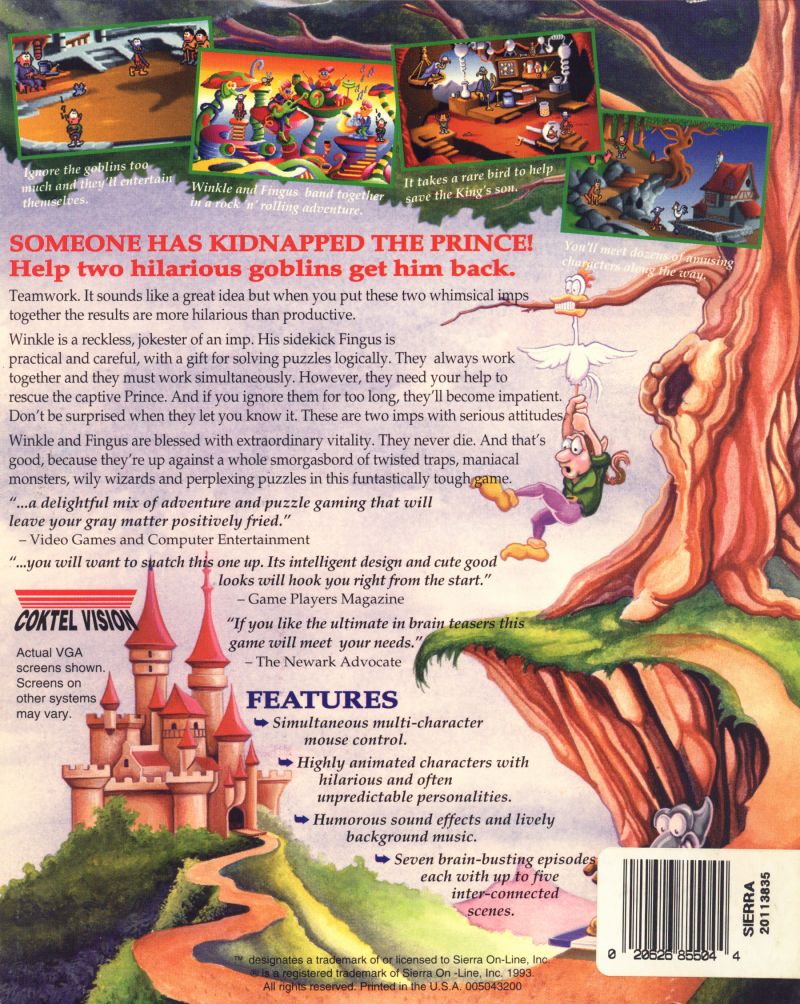 Ignore the goblins too
much and they'll entertain
themselves.
Winkle and Fingus band together
in a rock 'n' rolling adventure.
It takes a rare bird to help
save the King's son.
You'll meet dozens of amusing
characters along the way.
SOMEONE HAS KIDNAPPED THE PRINCE!
Help two hilarious goblins get him back.
Teamwork. It sounds like a great idea but when you put these two whimsical imps
together the results are more hilarious than productive.
Winkle is a reckless, jokester of an imp. His sidekick Fingus is
practical and careful, with a gift for solving puzzles logically. They always work
together and they must work simultaneously. However, they need your help to
rescue the captive Prince. And if you ignore them for too long, they'll become impatient.
Don't be surprised when they let you know it. These are two imps with serious attitudes.
Winkle and Fingus are blessed with extraordinary vitality. They never die. And that's
good, because they're up against a whole smorgasbord of twisted traps, maniacal
monsters, wily wizards and perplexing puzzles in this funtastically tough game.
“...a delightful mix of adventure and puzzle gaming that will
leave your gray matter positively fried.”
– Video Games and Computer Entertainment
“...you will want to snatch this one up. Its intelligent design and cute good
looks will hook you right from the start.”
– Game Players Magazine
“If you like the ultimate in brain teasers this
game will meet your needs.”
– The Newark Advocate
COKTEL VISION
Actual VGA
screens shown.
Screens on
other systems
may vary.
FEATURES
Simultaneous multi-character
mouse control.
Highly animated characters with
hilarious and often
unpredictable personalities.
Humorous sound effects and lively
background music.
Seven brain-busting episodes
each with up to five
inter-connected
scenes.
SIERRA
20113835
0 20626 85504 4
™ designates a trademark of or licensed to Sierra On-Line, Inc.
® is a registered trademark of Sierra On -Line, Inc. 1993.
All rights reserved. Printed in the U.S.A. 005043200